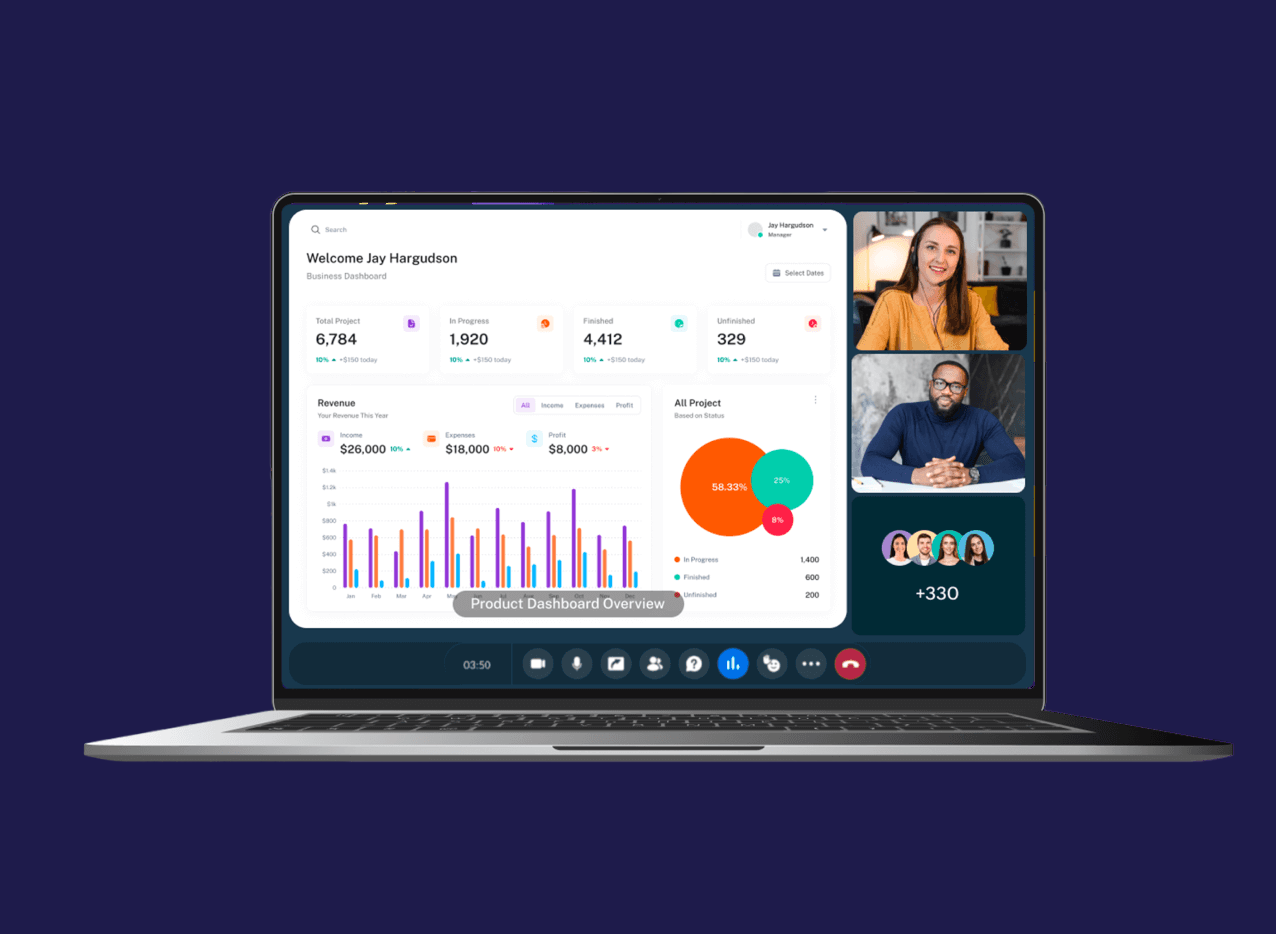 Search
Jay Hargudson
Manager
Welcome Jay Hargudson
Business Dashboard
Select Dates
Total Project
6,784
10% +$150 today
In Progress
1,920
10% +$150 today
Finished
4,412
10% +$150 today
Unfinished
329
10% +$150 today
Revenue
Your Revenue This Year
All Income Expenses Profit
Income
$26,000 10%
Expenses
$18,000 10%
Profit
$8,000 3%
$1.4k
$1.2k
$1k
$800
$600
$400
$200
0
Jan Feb Mar Apr May Jun Jul Aug Sep Oct Nov Dec
All Project
Based on Status
58.33%
25%
8%
In Progress 1,400
Finished 600
Unfinished 200
Product Dashboard Overview
+330
03:50